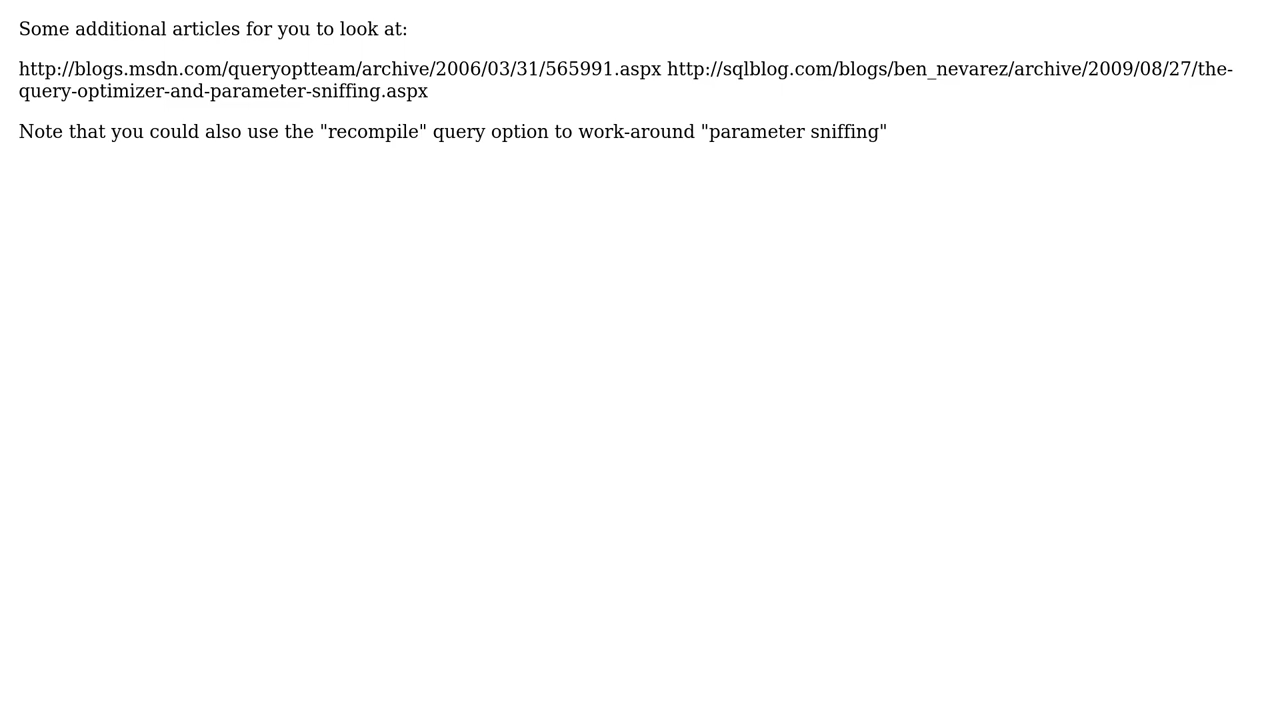 Some additional articles for you to look at:
http://blogs.msdn.com/queryoptteam/archive/2006/03/31/565991.aspx http://sqlblog.com/blogs/ben_nevarez/archive/2009/08/27/the-
query-optimizer-and-parameter-sniffing.aspx
Note that you could also use the "recompile" query option to work-around "parameter sniffing"